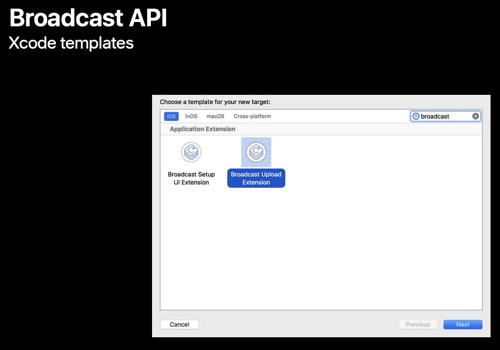 Broadcast API
Xcode templates
Choose a template for your new target:
iOS tvOS macOS Cross-platform broadcast
Application Extension
Broadcast Setup
UI Extension
Broadcast Upload
Extension
Cancel Previous Next